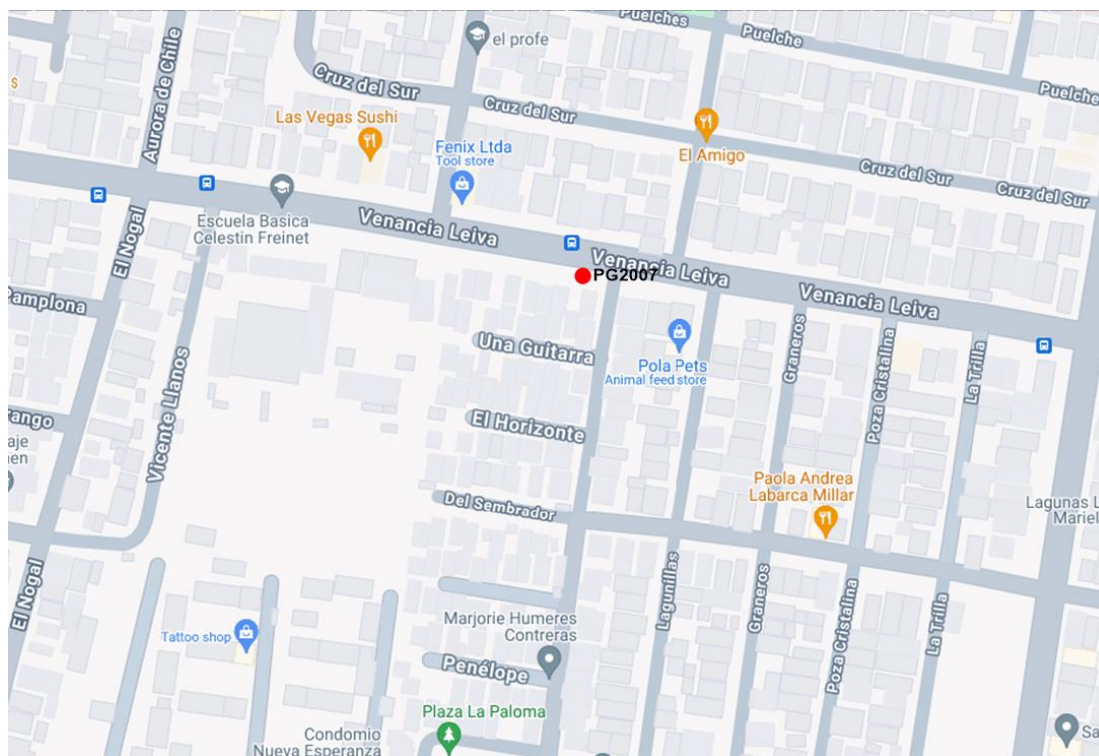 Puelches
Puelche
Puelche
el profe
Aurora de Chile
$
Cruz del Sur
Cruz del Sur
Las Vegas Sushi
Fenix Ltda
Tool store
El Amigo
Cruz del Sur
Cruz del Sur
El Nogal
Escuela Basica
Celestin Freinet
Venancia Leiva
Venancia Leiva
PG2007
Venancia Leiva
Pamplona
Una Guitarra
Pola Pets
Animal feed store
Graneros
Poza Cristalina
La Trilla
Vicente Llanos
El Horizonte
rango
aje
nen
Paola Andrea
Labarca Millar
Del Sembrador
Lagunas L
Mariel
El Nogal
Tattoo shop
Marjorie Humeres
Contreras
Lagunillas
Graneros
Poza Cristalina
La Trilla
Penélope
Plaza La Paloma
Condomio
Nueva Esperanza
Sa